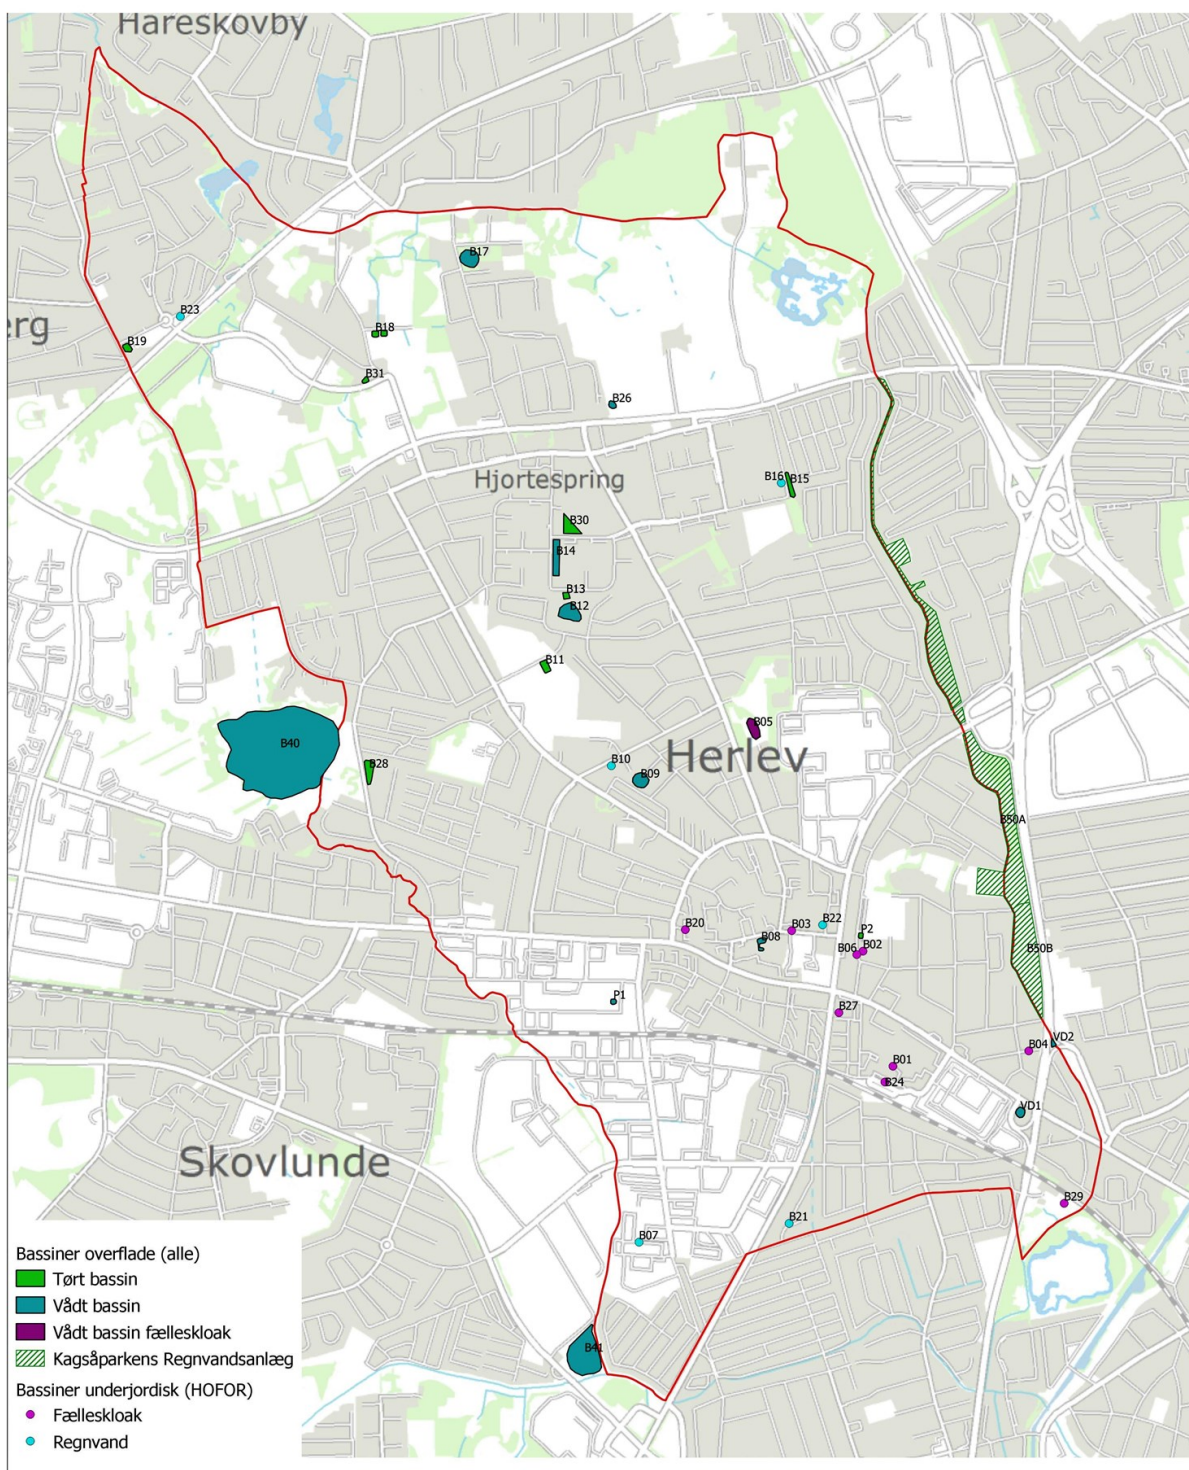 Hareskovby
B17
B23
B18
erg
B19
B31
B26
Hjortespring
B16
B15
B30
B14
B13
B12
B11
B05
B40
Herlev
B28
B10
B09
B50A
B20
B03
B22
P2
B08
B06
B02
B50B
P1
B27
VD2
B04
B01
B24
VD1
Skovlunde
B29
B21
B07
B41
Bassiner overflade (alle)
Tørt bassin
Vådt bassin
Vådt bassin fælleskloak
Kagsåparkens Regnvandsanlæg
Bassiner underjordisk (HOFOR)
Fælleskloak
Regnvand